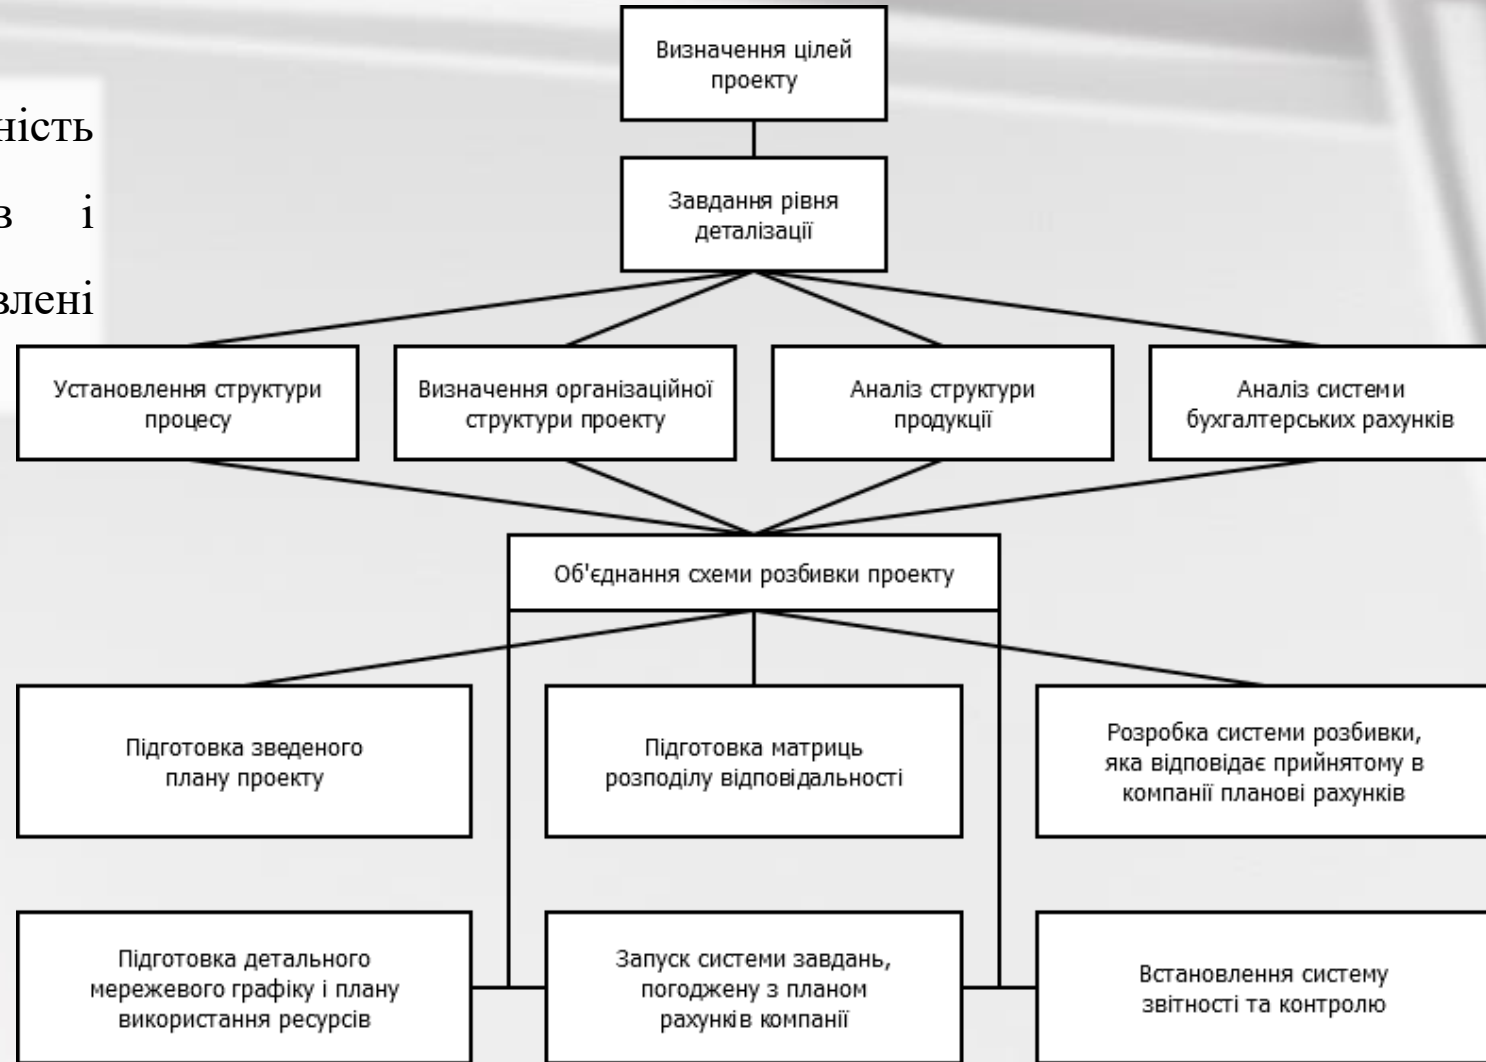 Визначення цілей
проекту
ність
в і
влені
Завдання рівня
деталізації
Установлення структури
процесу
Визначення організаційної
структури проекту
Аналіз структури
продукції
Аналіз системи
бухгалтерських рахунків
Об'єднання схеми розбивки проекту
Підготовка зведеного
плану проекту
Підготовка матриць
розподілу відповідальності
Розробка системи розбивки,
яка відповідає прийнятому в
компанії планові рахунків
Підготовка детального
мережевого графіку і плану
використання ресурсів
Запуск системи завдань,
погоджену з планом
рахунків компанії
Встановлення систему
звітності та контролю